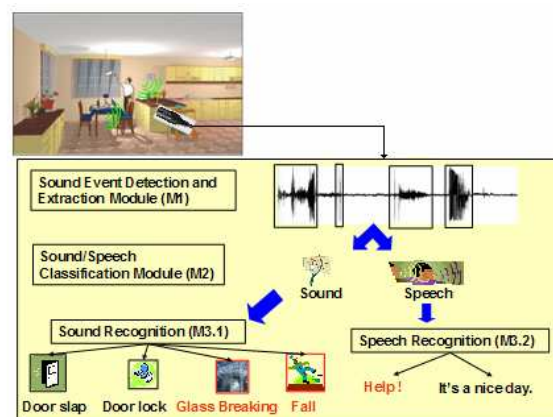 Sound Event Detection and
Extraction Module (M1)
Sound/Speech
Classification Module (M2)
Sound
Speech
Sound Recognition (M3.1)
Speech Recognition (M3.2)
Door slap
Door lock
Glass Breaking
Fall
Help!
It's a nice day.